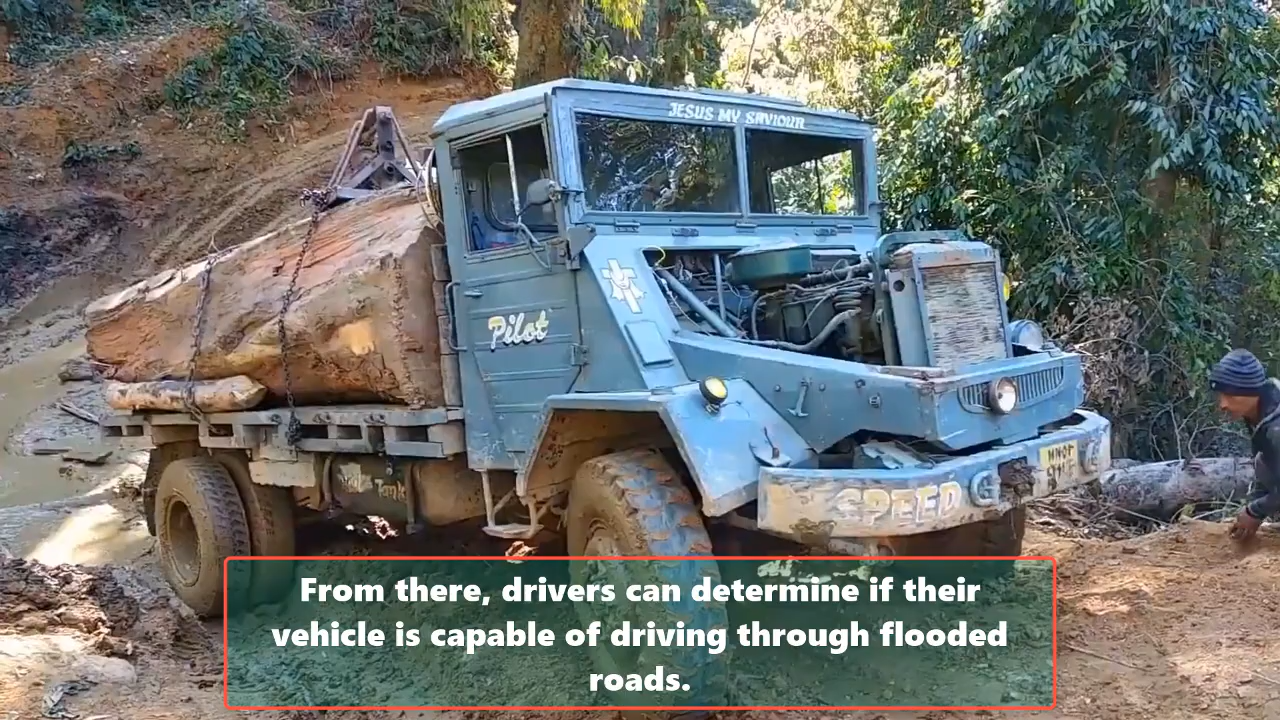 JESUS MY SAVIOUR
Pilot
Tank
SPEED
From there, drivers can determine if their
vehicle is capable of driving through flooded
roads.